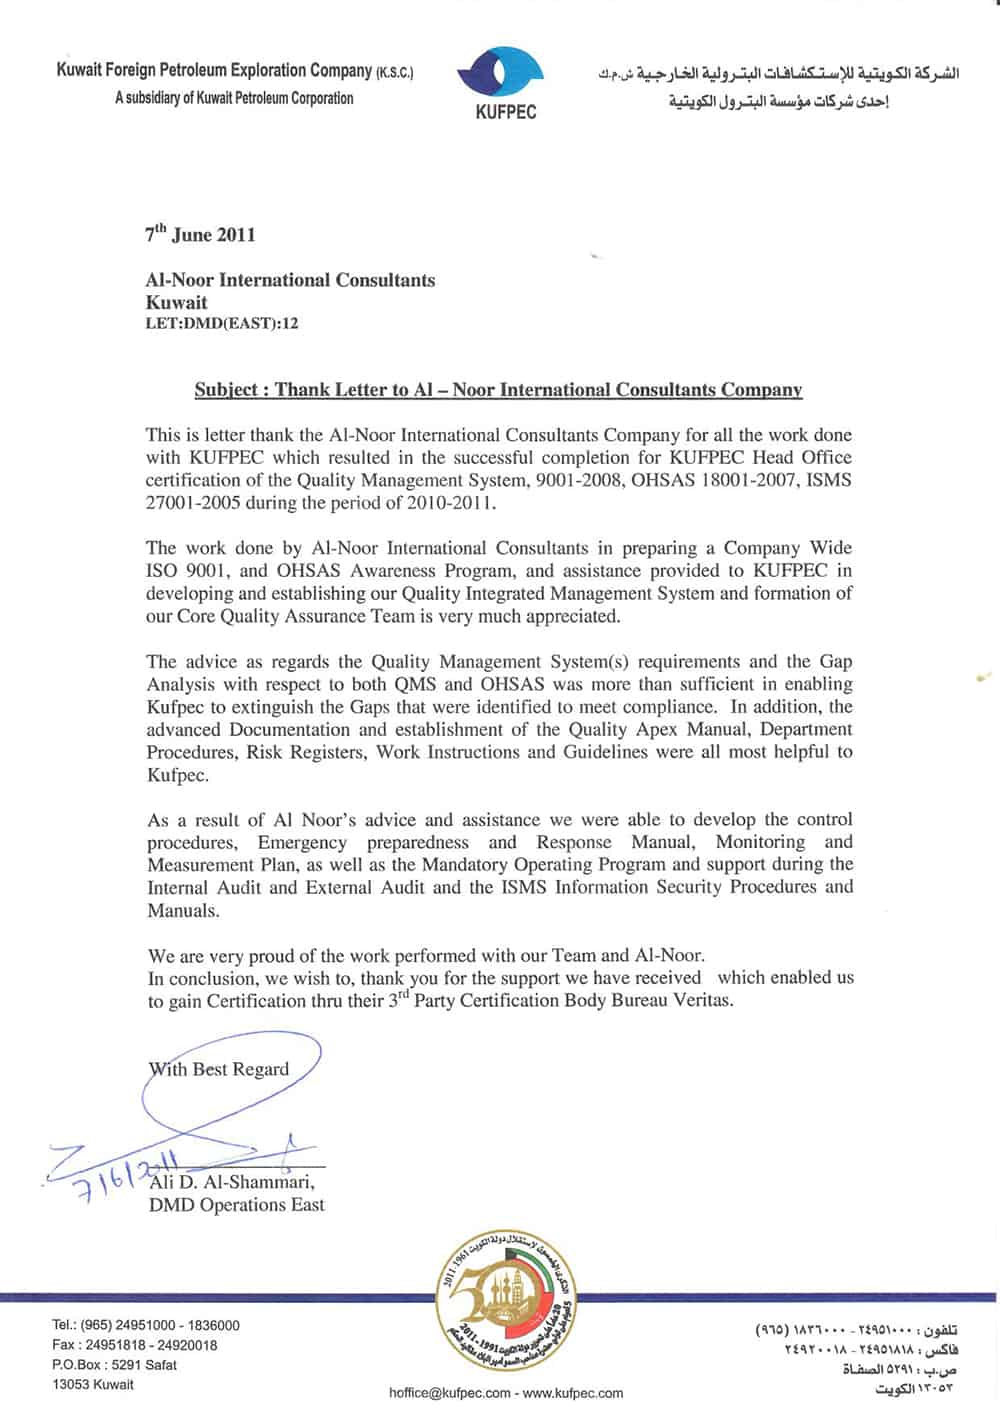 Kuwait Foreign Petroleum Exploration Company (K.S.C.)
A subsidiary of Kuwait Petroleum Corporation
KUFPEC
الشركة الكويتية للإستكشافات البترولية الخارجية ش.م.ك
إحدى شركات مؤسسة البترول الكويتية
7th June 2011
Al-Noor International Consultants
Kuwait
LET:DMD(EAST):12
Subject : Thank Letter to Al – Noor International Consultants Company
This is letter thank the Al-Noor International Consultants Company for all the work done
with KUFPEC which resulted in the successful completion for KUFPEC Head Office
certification of the Quality Management System, 9001-2008, OHSAS 18001-2007, ISMS
27001-2005 during the period of 2010-2011.
The work done by Al-Noor International Consultants in preparing a Company Wide
ISO 9001, and OHSAS Awareness Program, and assistance provided to KUFPEC in
developing and establishing our Quality Integrated Management System and formation of
our Core Quality Assurance Team is very much appreciated.
The advice as regards the Quality Management System(s) requirements and the Gap
Analysis with respect to both QMS and OHSAS was more than sufficient in enabling
Kufpec to extinguish the Gaps that were identified to meet compliance. In addition, the
advanced Documentation and establishment of the Quality Apex Manual, Department
Procedures, Risk Registers, Work Instructions and Guidelines were all most helpful to
Kufpec.
As a result of Al Noor's advice and assistance we were able to develop the control
procedures, Emergency preparedness and Response Manual, Monitoring and
Measurement Plan, as well as the Mandatory Operating Program and support during the
Internal Audit and External Audit and the ISMS Information Security Procedures and
Manuals.
We are very proud of the work performed with our Team and Al-Noor.
In conclusion, we wish to, thank you for the support we have received which enabled us
to gain Certification thru their 3rd Party Certification Body Bureau Veritas.
With Best Regard
7/6/2011
Ali D. Al-Shammari,
DMD Operations East
الذكرى الخمسون لإستقلال دولة الكويت 1961-2011
50
1991-2011
Tel.: (965) 24951000 - 1836000
Fax : 24951818 - 24920018
P.O.Box : 5291 Safat
13053 Kuwait
hoffice@kufpec.com - www.kufpec.com
تلفون : ٢٤٩٥١٠٠٠ - ١٨٣٦٠٠٠ (٩٦٥)
فاكس : ٢٤٩٥١٨١٨ - ٢٤٩٢٠٠١٨
ص.ب : ٥٢٩١ الصفاة
١٣٠٥٣ الكويت